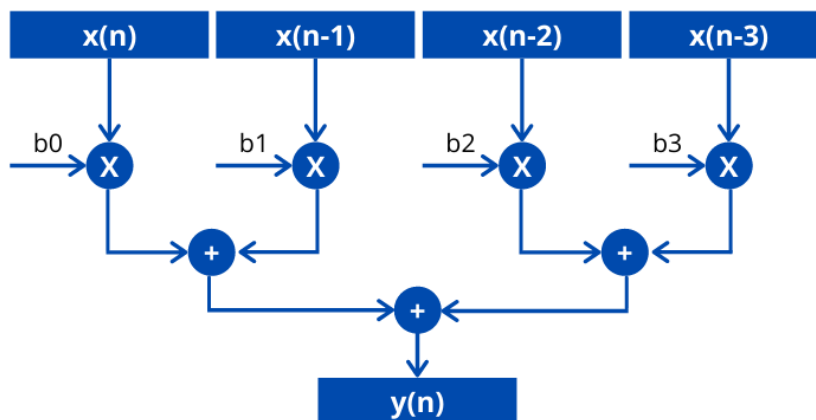 x(n) x(n-1) x(n-2) x(n-3)
b0 b1 b2 b3
X X X X
+ +
+
y(n)